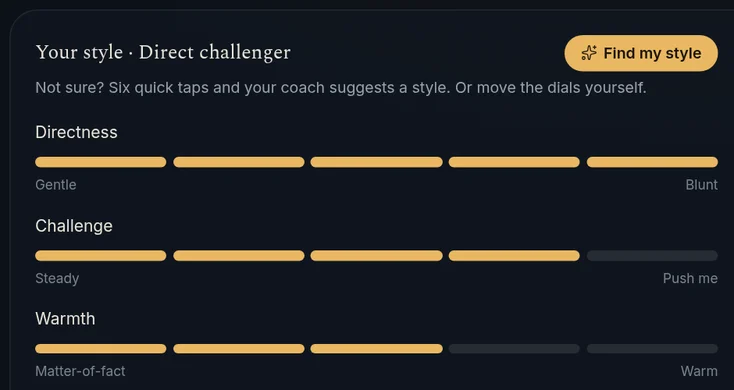 Your style · Direct challenger
Find my style
Not sure? Six quick taps and your coach suggests a style. Or move the dials yourself.
Directness
Gentle
Blunt
Challenge
Steady
Push me
Warmth
Matter-of-fact
Warm